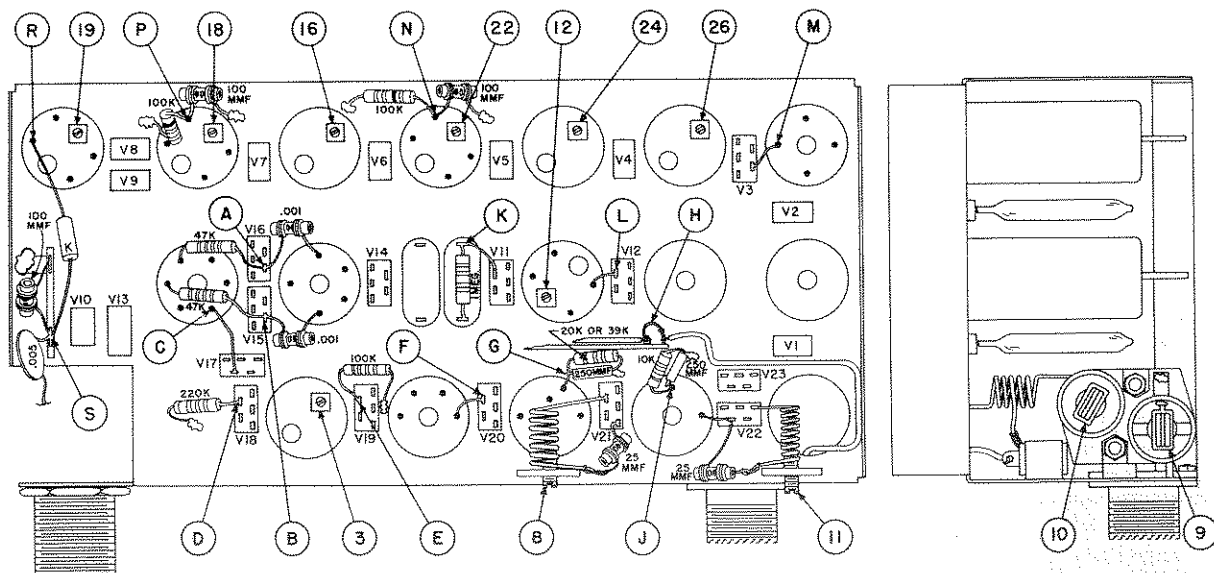 R 19 P 18 16 N 22 12 24 26 M
100 MMF
100K
100 MMF
100K
V8
V9
V7
V6
V5
V4
V3
V2
100 MMF
K
A
V16
.001
47K
K
L
H
V14
1 MEG
V11
V12
V10
V13
47K
V15
.001
C
F
G
20K OR 39K
V1
.005
S
V17
100K
250MMF
10K
V23
220K
V18
V19
V20
V21
V22
25 MMF
25 MMF
D B 3 E 8 J 11
10 9